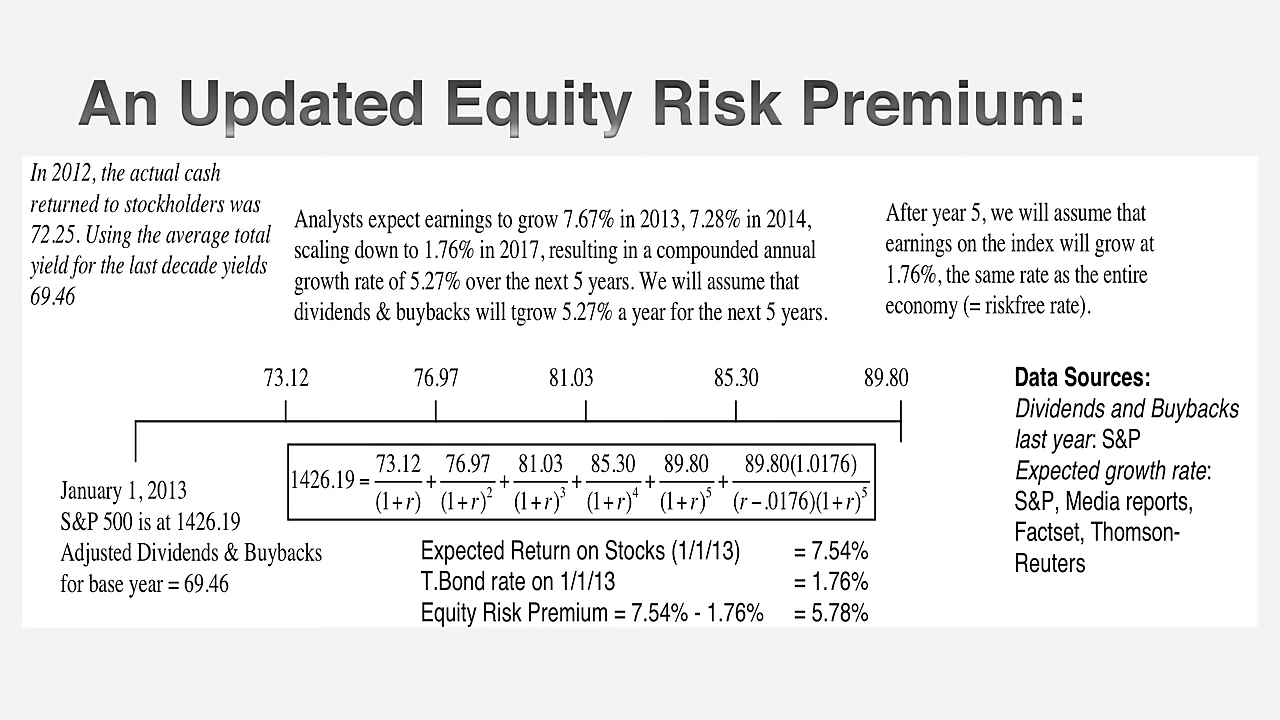 An Updated Equity Risk Premium:
In 2012, the actual cash
returned to stockholders was
72.25. Using the average total
yield for the last decade yields
69.46
Analysts expect earnings to grow 7.67% in 2013, 7.28% in 2014,
scaling down to 1.76% in 2017, resulting in a compounded annual
growth rate of 5.27% over the next 5 years. We will assume that
dividends & buybacks will tgrow 5.27% a year for the next 5 years.
After year 5, we will assume that
earnings on the index will grow at
1.76%, the same rate as the entire
economy (= riskfree rate).
73.12 76.97 81.03 85.30 89.80
January 1, 2013
S&P 500 is at 1426.19
Adjusted Dividends & Buybacks
for base year = 69.46
1426.19 = 73.12/(1+r) + 76.97/(1+r)² + 81.03/(1+r)³ + 85.30/(1+r)⁴ + 89.80/(1+r)⁵ + 89.80(1.0176)/((r−.0176)(1+r)⁵)
Expected Return on Stocks (1/1/13) = 7.54%
T.Bond rate on 1/1/13 = 1.76%
Equity Risk Premium = 7.54% - 1.76% = 5.78%
Data Sources:
Dividends and Buybacks
last year: S&P
Expected growth rate:
S&P, Media reports,
Factset, Thomson-
Reuters